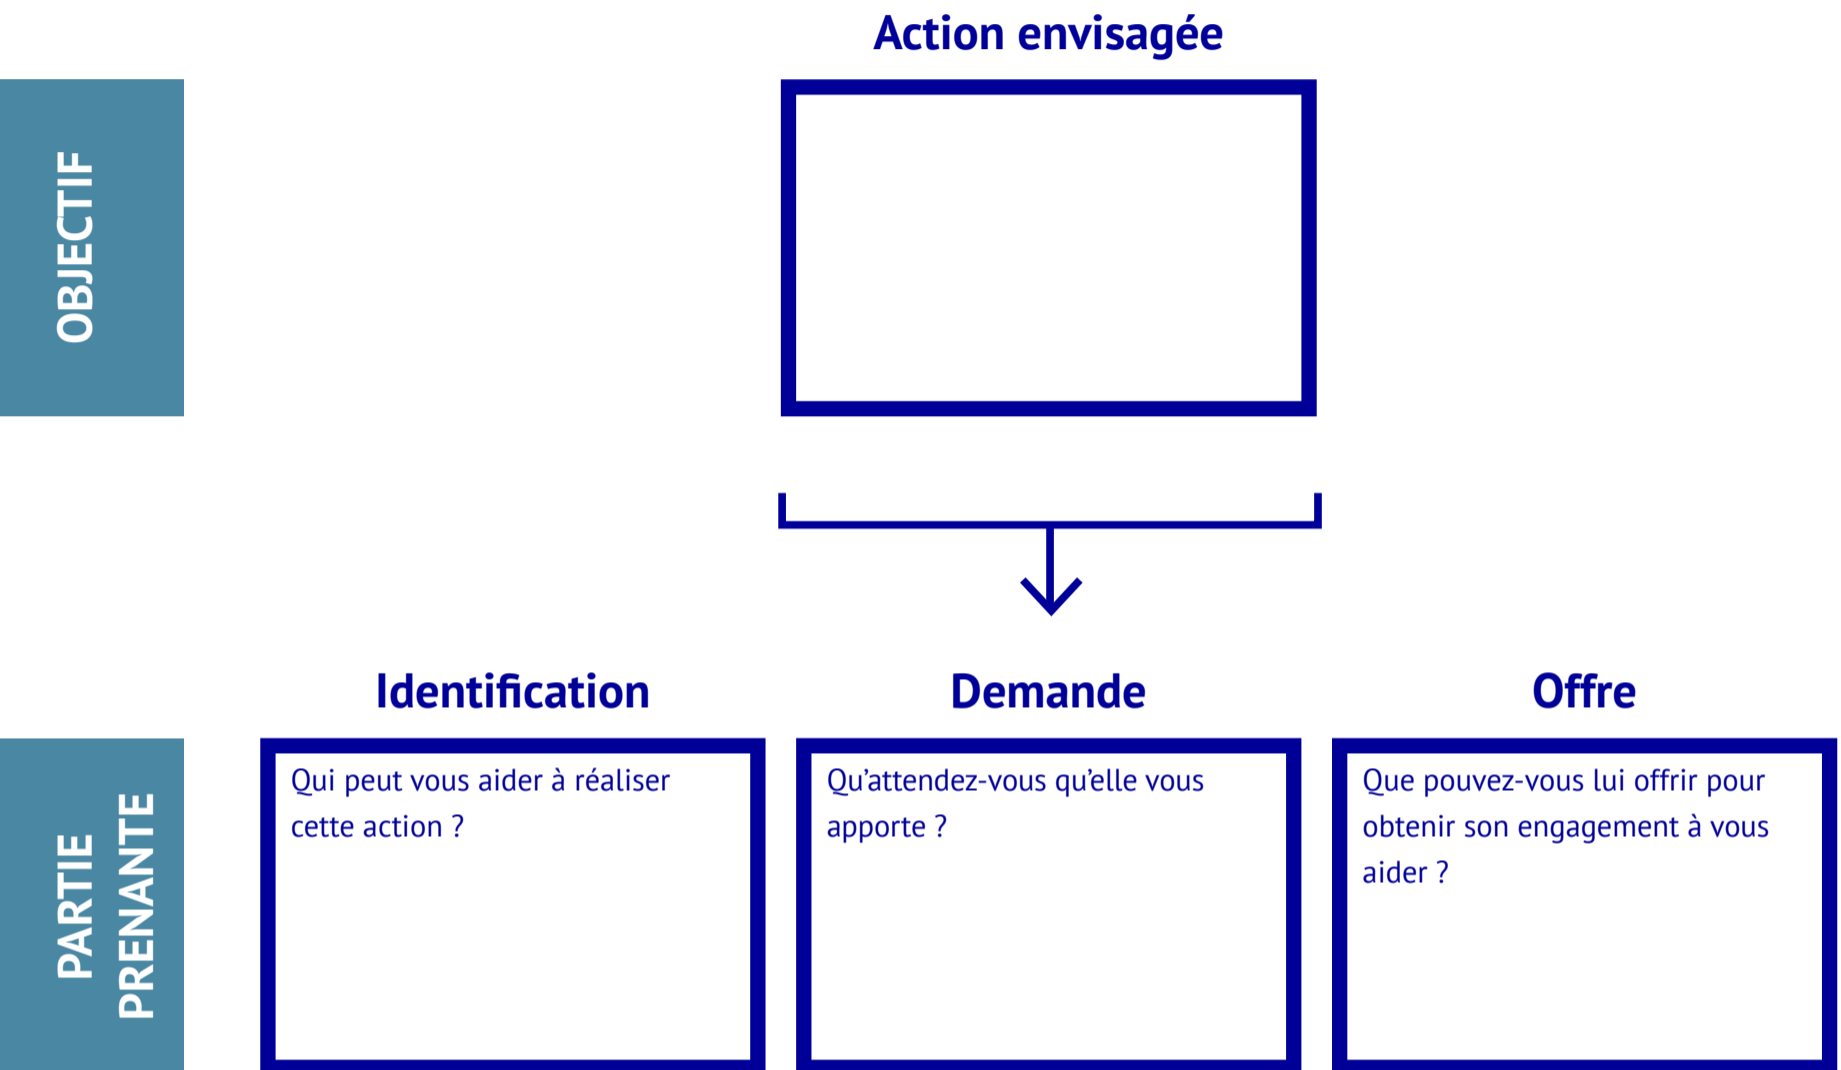 Action envisagée
OBJECTIF
Identification
Demande
Offre
PARTIE
PRENANTE
Qui peut vous aider à réaliser
cette action ?
Qu’attendez-vous qu’elle vous
apporte ?
Que pouvez-vous lui offrir pour
obtenir son engagement à vous
aider ?